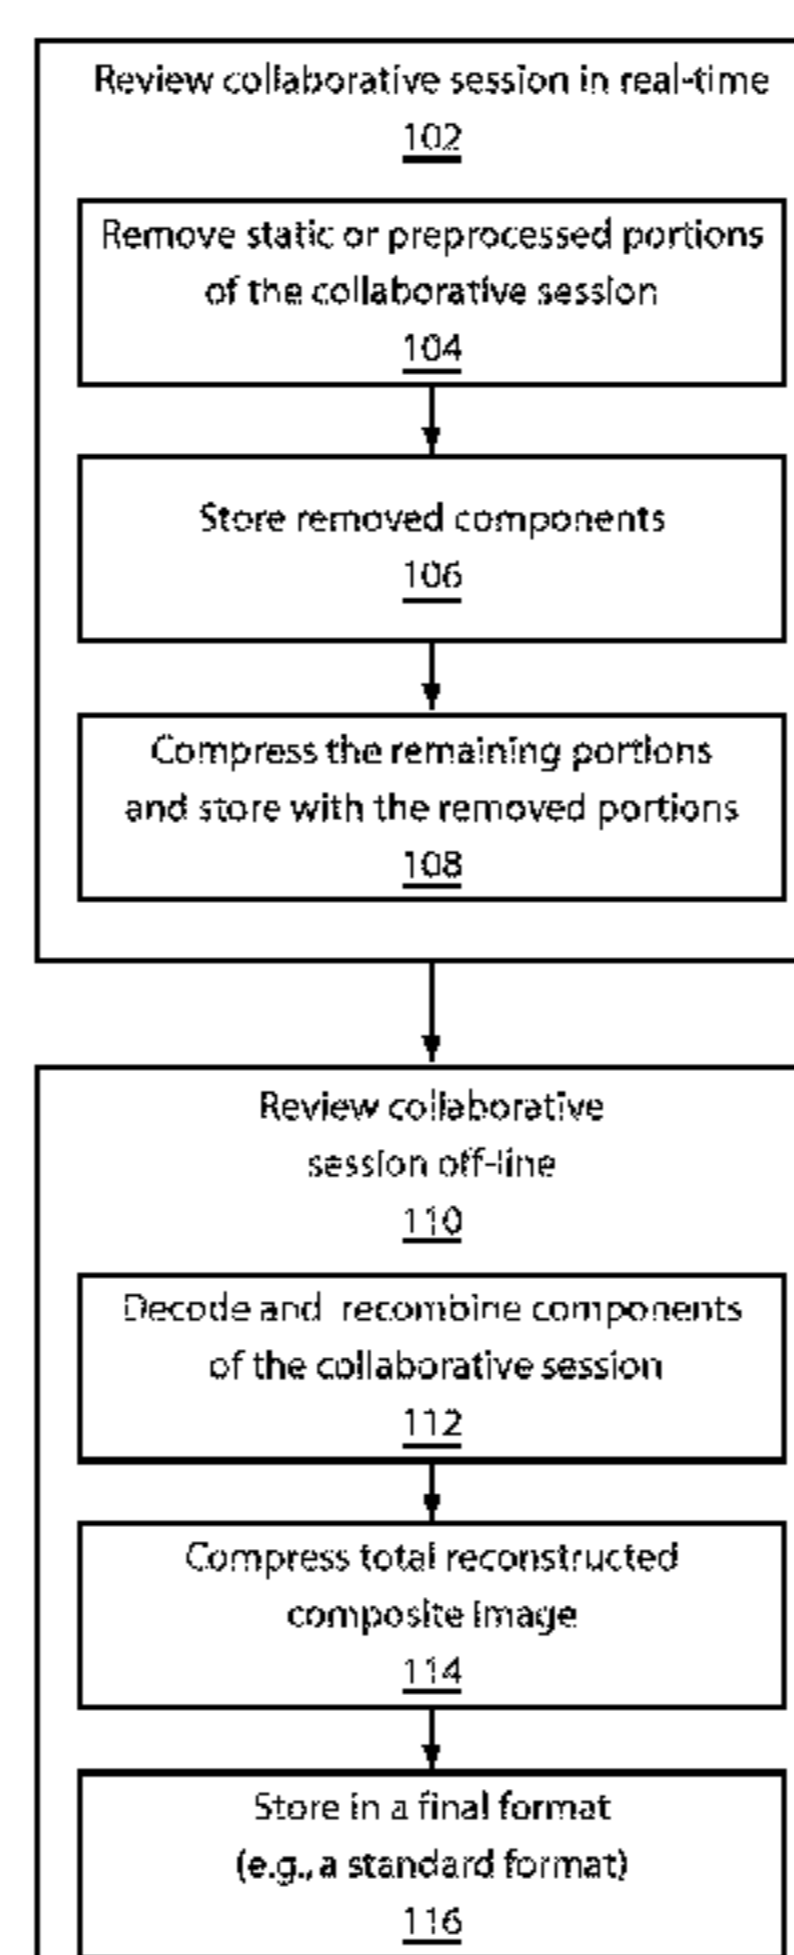 Review collaborative session in real-time
102
Remove static or preprocessed portions
of the collaborative session
104
Store removed components
106
Compress the remaining portions
and store with the removed portions
108
Review collaborative
session off-line
110
Decode and recombine components
of the collaborative session
112
Compress total reconstructed
composite image
114
Store in a final format
(e.g., a standard format)
116